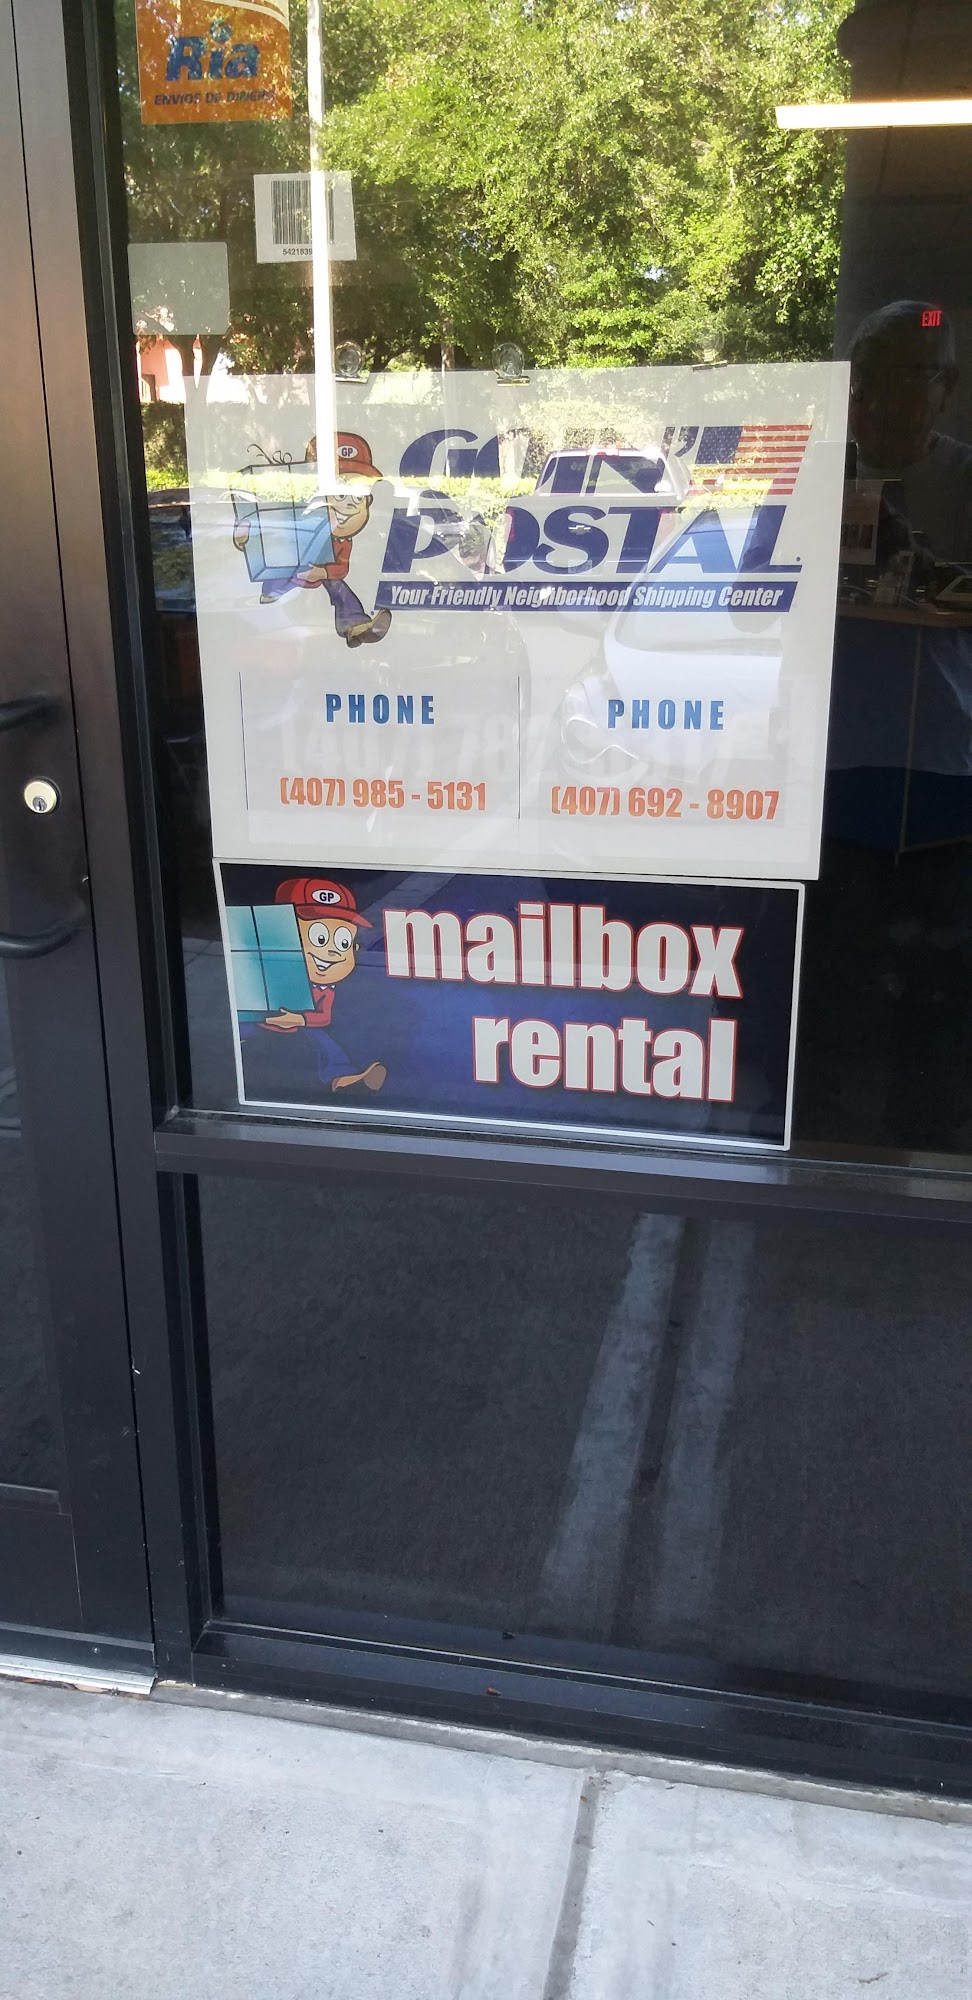 Ria
ENVIOS DE DINERO
EXIT
GP
GOIN'
POSTAL
Your Friendly Neighborhood Shipping Center
PHONE PHONE
(407) 985 - 5131 (407) 692 - 8907
GP
mailbox
rental